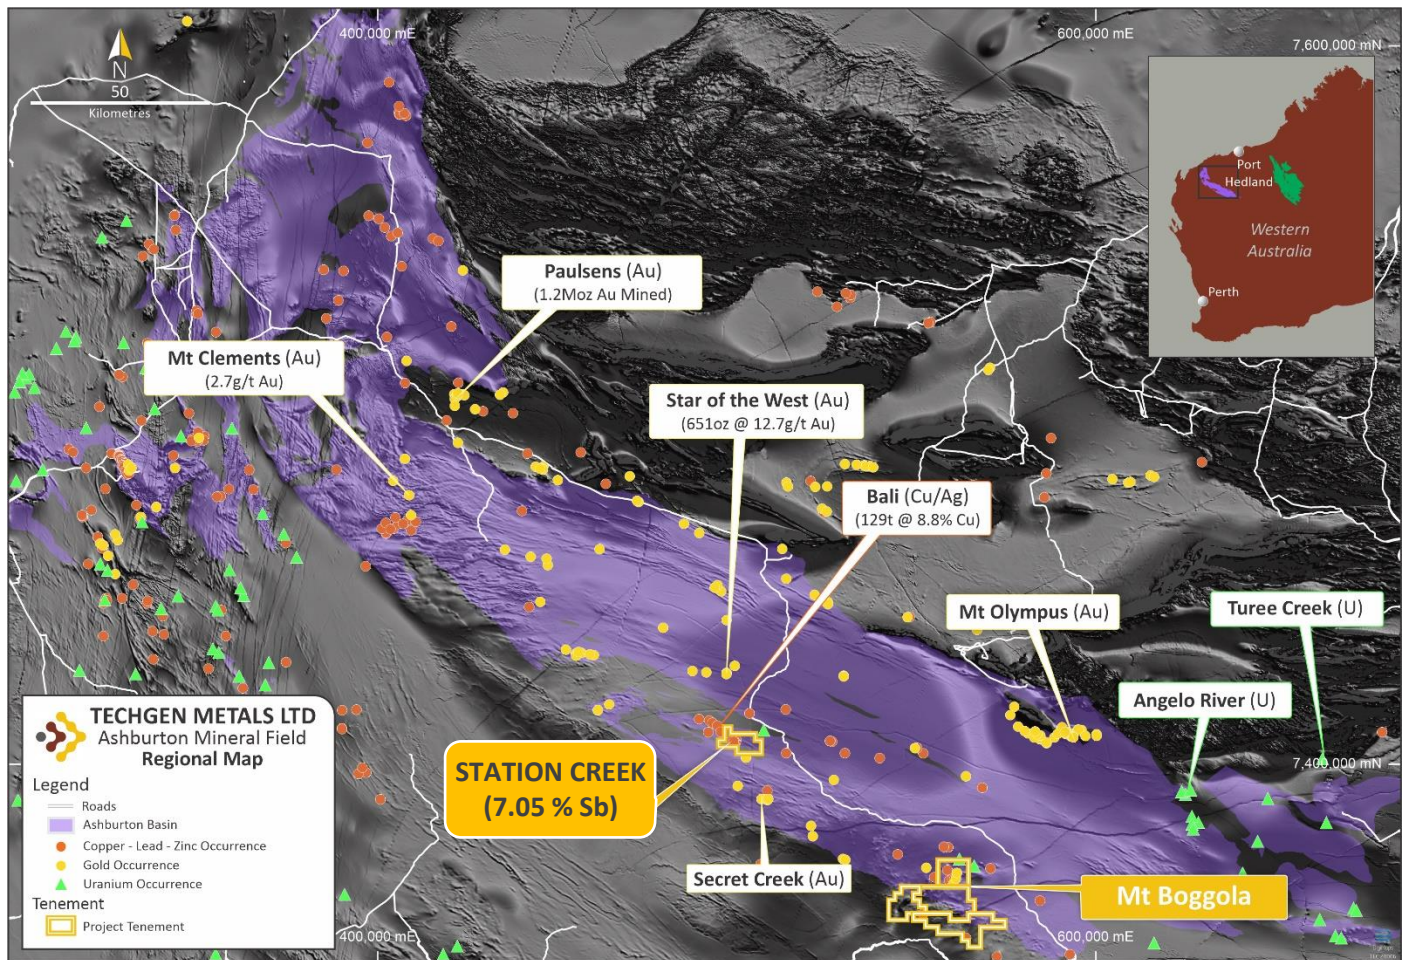 400,000 mE
600,000 mE
7,600,000 mN
N
50
Kilometres
Port
Hedland
Western
Australia
Perth
Paulsens (Au)
(1.2Moz Au Mined)
Mt Clements (Au)
(2.7g/t Au)
Star of the West (Au)
(651oz @ 12.7g/t Au)
Bali (Cu/Ag)
(129t @ 8.8% Cu)
Mt Olympus (Au)
Turee Creek (U)
Angelo River (U)
7,400,000 mN
STATION CREEK
(7.05 % Sb)
Secret Creek (Au)
Mt Boggola
TECHGEN METALS LTD
Ashburton Mineral Field
Regional Map
Legend
Roads
Ashburton Basin
Copper - Lead - Zinc Occurrence
Gold Occurrence
Uranium Occurrence
Tenement
Project Tenement
400,000 mE
600,000 mE